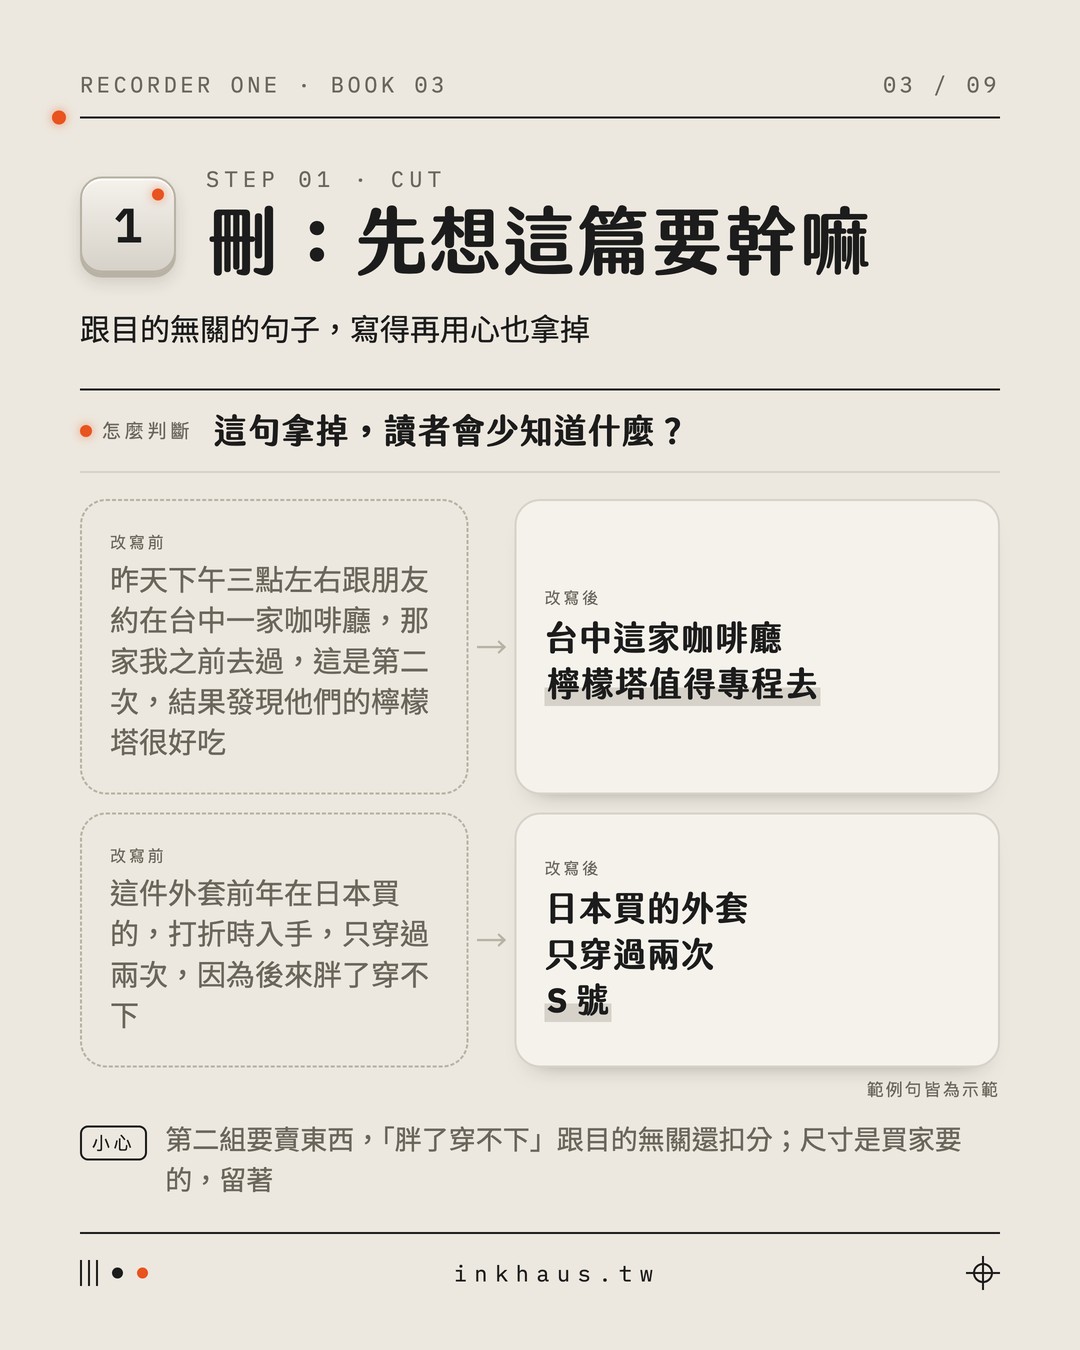 RECORDER ONE · BOOK 03
03 / 09
STEP 01 · CUT
1
刪：先想這篇要幹嘛
跟目的無關的句子，寫得再用心也拿掉
怎麼判斷
這句拿掉，讀者會少知道什麼？
改寫前
昨天下午三點左右跟朋友
約在台中一家咖啡廳，那
家我之前去過，這是第二
次，結果發現他們的檸檬
塔很好吃
→
改寫後
台中這家咖啡廳
檸檬塔值得專程去
改寫前
這件外套前年在日本買
的，打折時入手，只穿過
兩次，因為後來胖了穿不
下
→
改寫後
日本買的外套
只穿過兩次
S 號
範例句皆為示範
小心
第二組要賣東西，「胖了穿不下」跟目的無關還扣分；尺寸是買家要
的，留著
inkhaus.tw